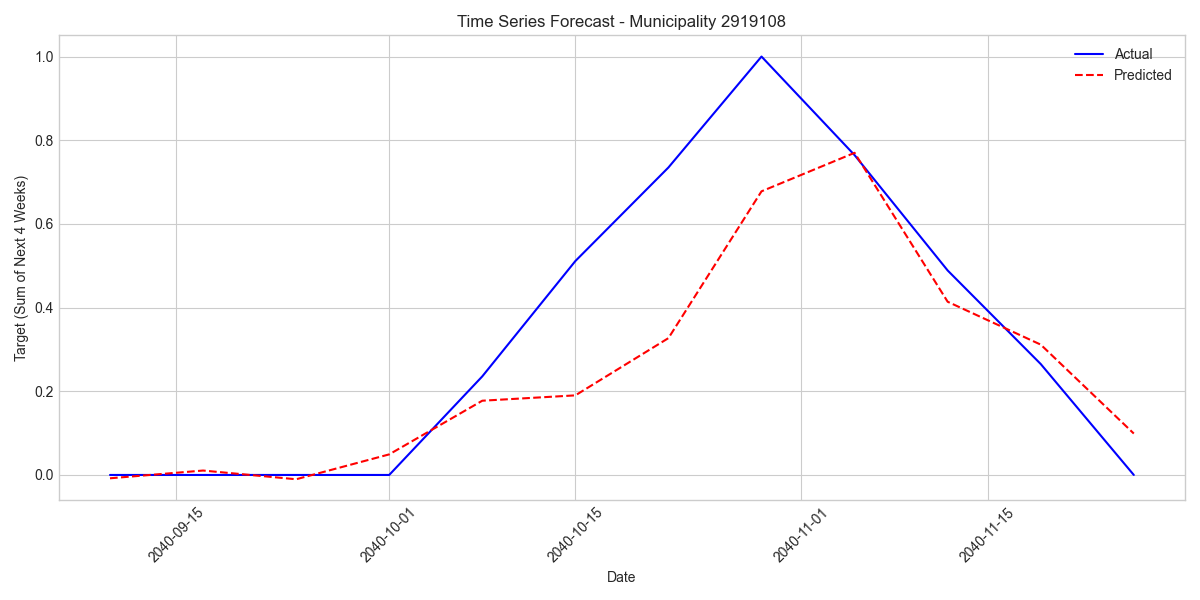 Time Series Forecast - Municipality 2919108
Actual
Predicted
Target (Sum of Next 4 Weeks)
1.0
0.8
0.6
0.4
0.2
0.0
2040-09-15
2040-10-01
2040-10-15
2040-11-01
2040-11-15
Date